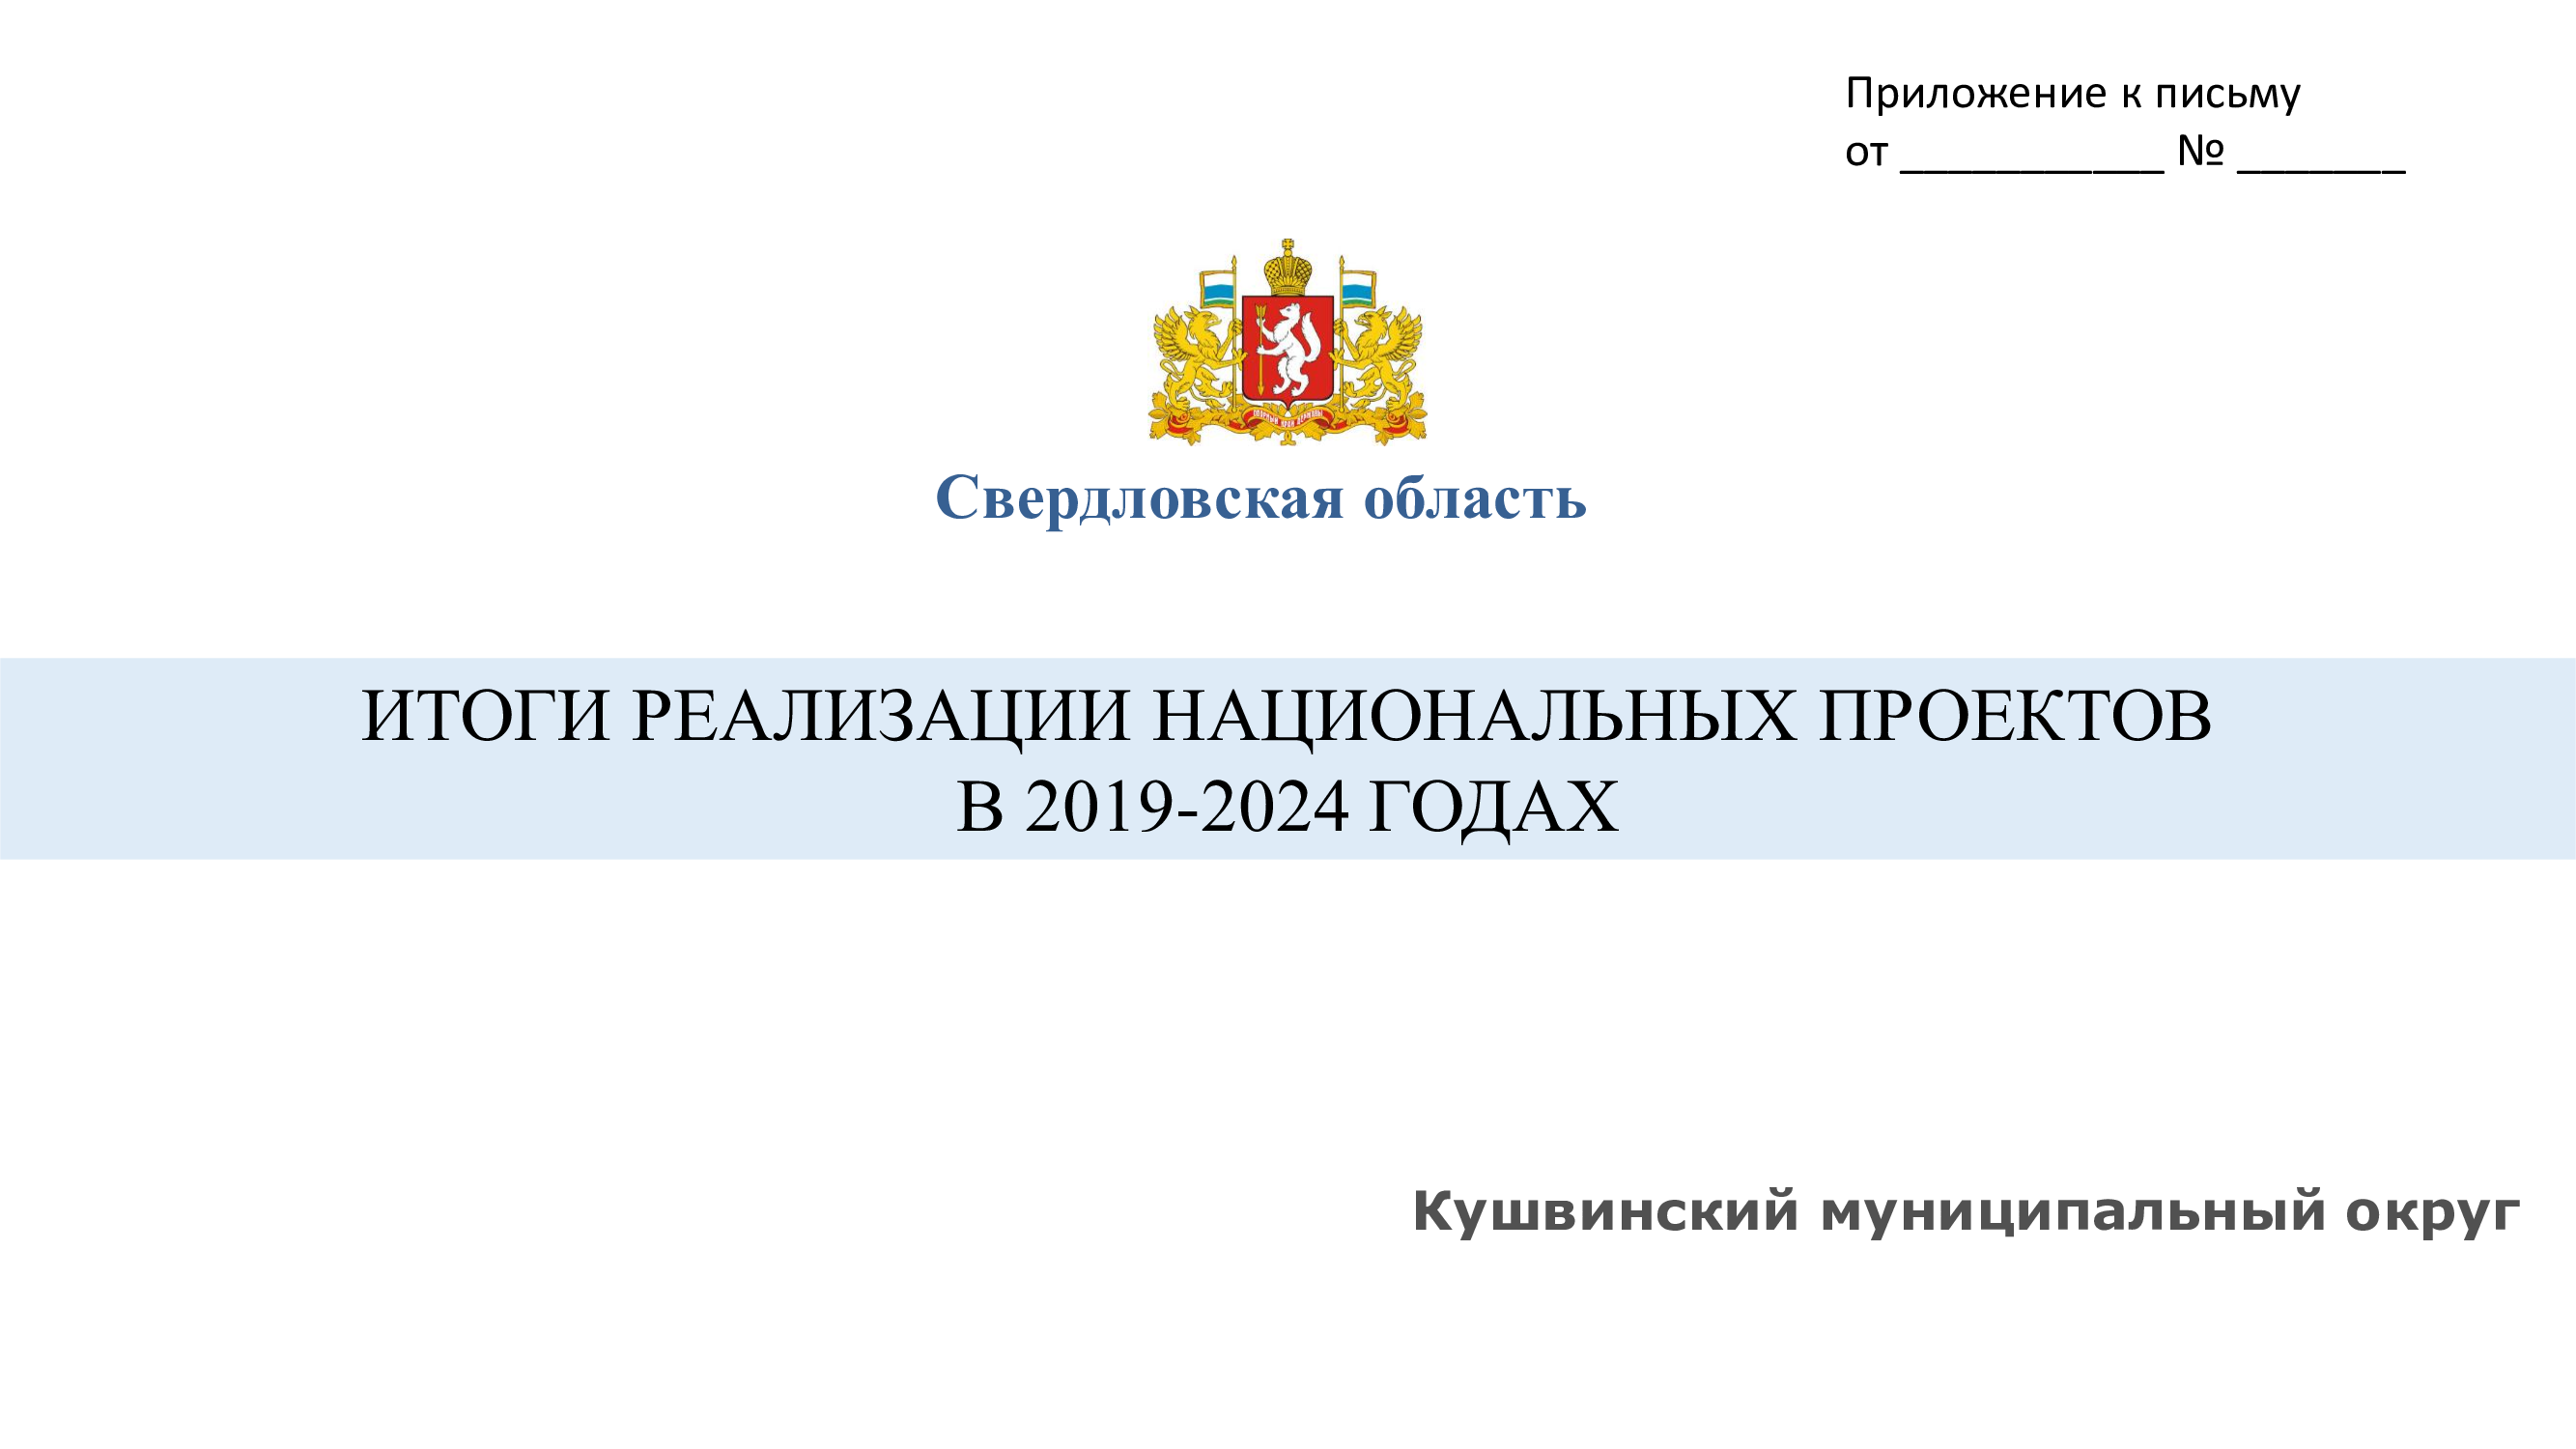 Приложение к письму
от ___________ № _______
Свердловская область
ИТОГИ РЕАЛИЗАЦИИ НАЦИОНАЛЬНЫХ ПРОЕКТОВ
В 2019-2024 ГОДАХ
Кушвинский муниципальный округ